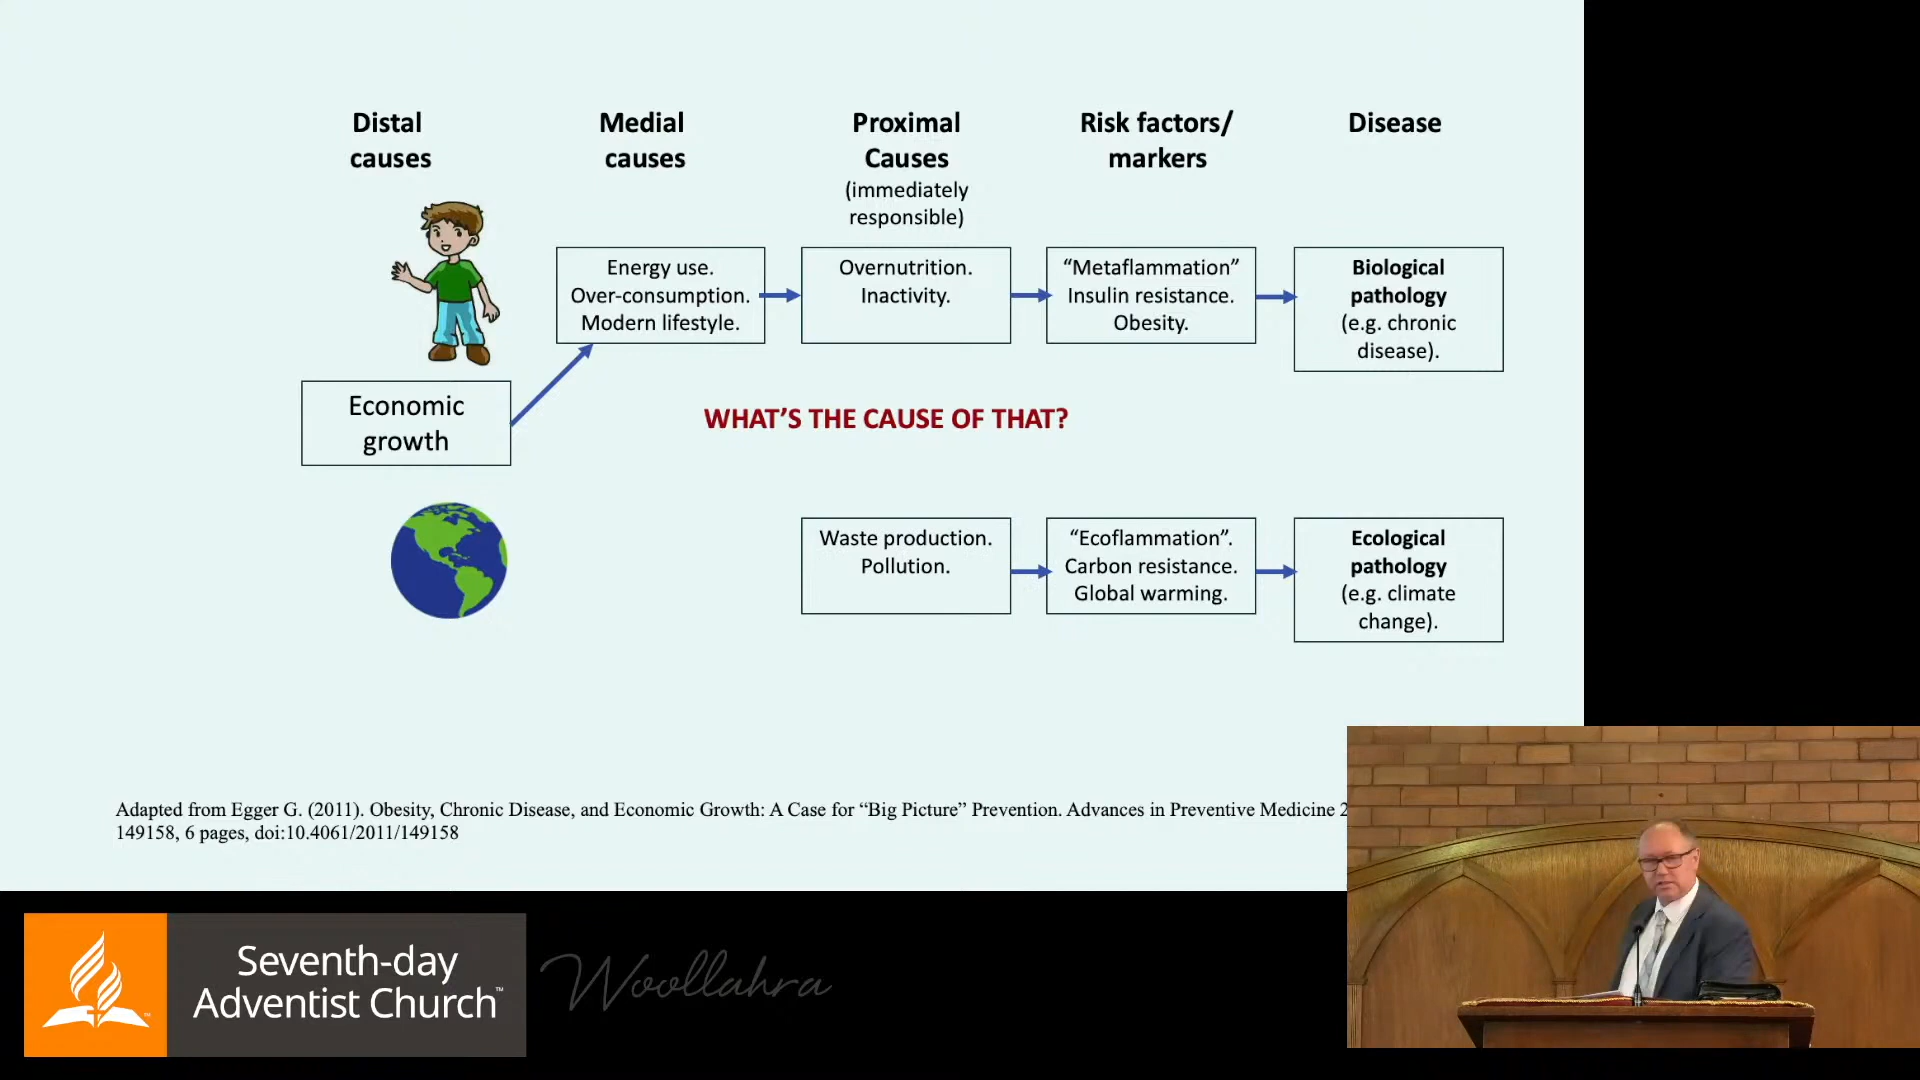 Distal
causes
Medial
causes
Proximal
Causes
(immediately
responsible)
Risk factors/
markers
Disease
Energy use.
Over-consumption.
Modern lifestyle.
Overnutrition.
Inactivity.
“Metaflammation”
Insulin resistance.
Obesity.
Biological
pathology
(e.g. chronic
disease).
Economic
growth
WHAT’S THE CAUSE OF THAT?
Waste production.
Pollution.
“Ecoflammation”.
Carbon resistance.
Global warming.
Ecological
pathology
(e.g. climate
change).
Adapted from Egger G. (2011). Obesity, Chronic Disease, and Economic Growth: A Case for “Big Picture” Prevention. Advances in Preventive Medicine
149158, 6 pages, doi:10.4061/2011/149158
Seventh-day
Adventist Church™
Woollahra